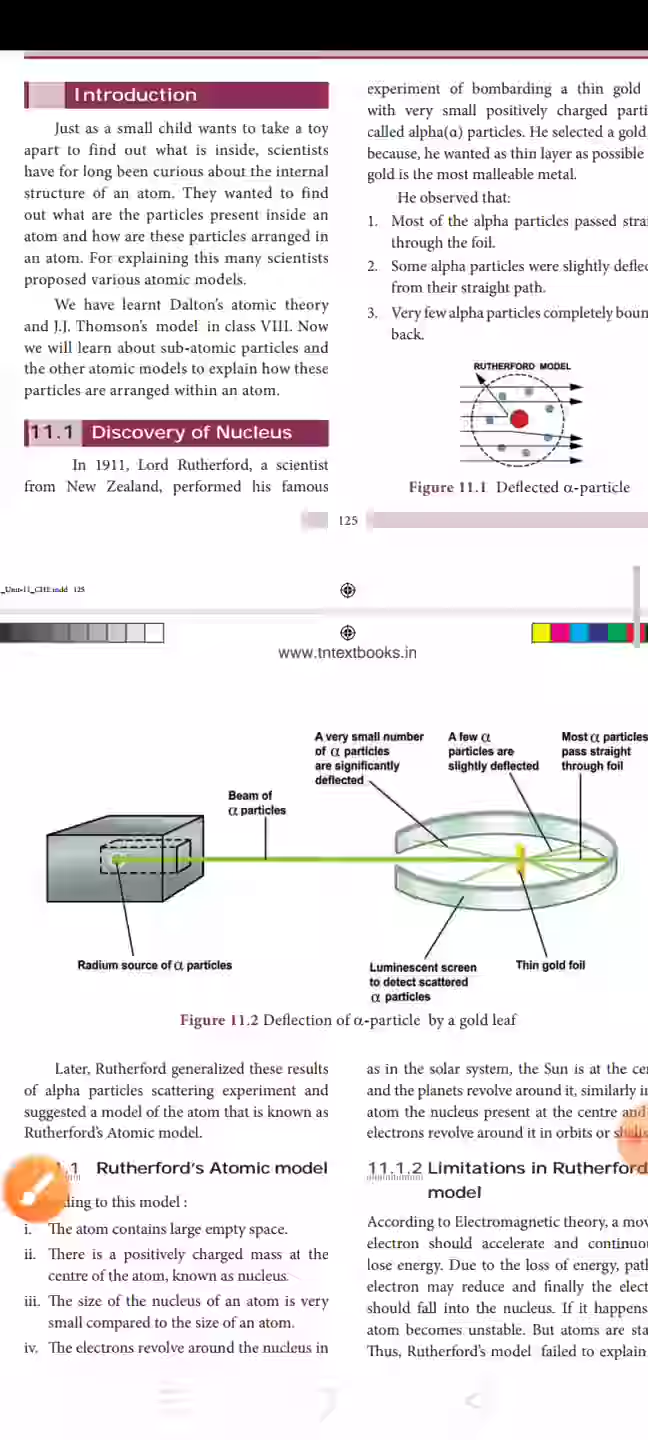 Introduction
Just as a small child wants to take a toy
apart to find out what is inside, scientists
have for long been curious about the internal
structure of an atom. They wanted to find
out what are the particles present inside an
atom and how are these particles arranged in
an atom. For explaining this many scientists
proposed various atomic models.
We have learnt Dalton's atomic theory
and J.J. Thomson's model in class VIII. Now
we will learn about sub-atomic particles and
the other atomic models to explain how these
particles are arranged within an atom.
11.1 Discovery of Nucleus
In 1911, Lord Rutherford, a scientist
from New Zealand, performed his famous
experiment of bombarding a thin gold
with very small positively charged parti
called alpha(α) particles. He selected a gold
because, he wanted as thin layer as possible
gold is the most malleable metal.
He observed that:
1. Most of the alpha particles passed strai
through the foil.
2. Some alpha particles were slightly deflec
from their straight path.
3. Very few alpha particles completely boun
back.
RUTHERFORD MODEL
Figure 11.1 Deflected α-particle
125
_Unit-11_CHE.indd 125
www.tntextbooks.in
A very small number
of α particles
are significantly
deflected
A few α
particles are
slightly deflected
Most α particles
pass straight
through foil
Beam of
α particles
Radium source of α particles
Luminescent screen
to detect scattered
α particles
Thin gold foil
Figure 11.2 Deflection of α-particle by a gold leaf
Later, Rutherford generalized these results
of alpha particles scattering experiment and
suggested a model of the atom that is known as
Rutherford's Atomic model.
.1 Rutherford's Atomic model
ding to this model :
i. The atom contains large empty space.
ii. There is a positively charged mass at the
centre of the atom, known as nucleus.
iii. The size of the nucleus of an atom is very
small compared to the size of an atom.
iv. The electrons revolve around the nucleus in
as in the solar system, the Sun is at the cen
and the planets revolve around it, similarly in
atom the nucleus present at the centre and
electrons revolve around it in orbits or
11.1.2 Limitations in Rutherford
model
According to Electromagnetic theory, a mov
electron should accelerate and continuou
lose energy. Due to the loss of energy, path
electron may reduce and finally the elect
should fall into the nucleus. If it happens
atom becomes unstable. But atoms are sta
Thus, Rutherford's model failed to explain